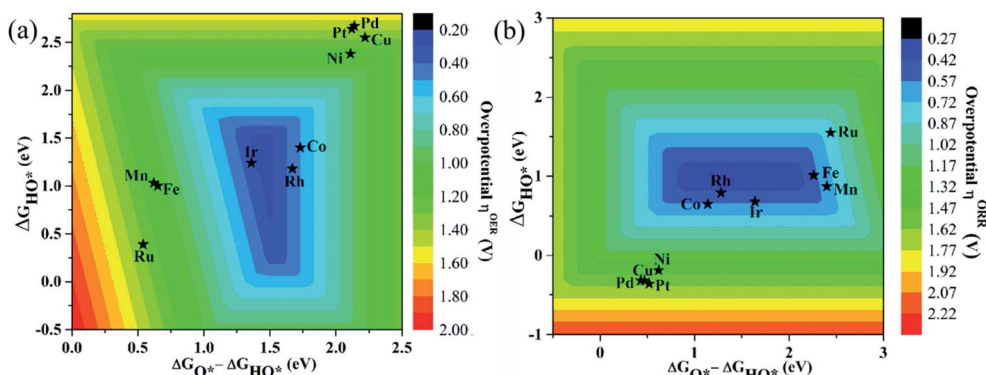 (a)
2.5
2.0
1.5
1.0
0.5
0.0
-0.5
0.0
0.5
1.0
1.5
2.0
2.5
ΔG_HO* (eV)
ΔG_O*− ΔG_HO* (eV)
Pt
Pd
Cu
Ni
Ir
Co
Rh
Mn
Fe
Ru
0.20
0.40
0.60
0.80
1.00
1.20
1.40
1.60
1.80
2.00
Overpotential η^OER (V)
(b)
3
2
1
0
-1
0
1
2
3
ΔG_HO* (eV)
ΔG_O*− ΔG_HO* (eV)
Ru
Fe
Mn
Rh
Co
Ir
Ni
Cu
Pd
Pt
0.27
0.42
0.57
0.72
0.87
1.02
1.17
1.32
1.47
1.62
1.77
1.92
2.07
2.22
Overpotential η^ORR (V)